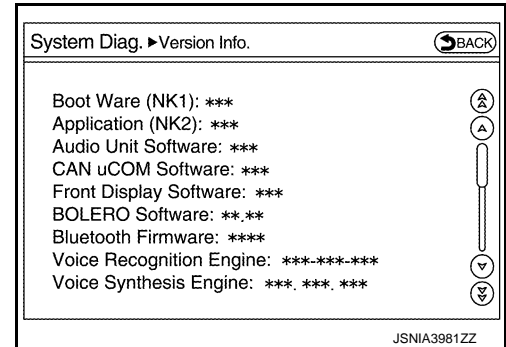 System Diag. ►Version Info.
BACK
Boot Ware (NK1): ***
Application (NK2): ***
Audio Unit Software: ***
CAN uCOM Software: ***
Front Display Software: ***
BOLERO Software: **.**
Bluetooth Firmware: ****
Voice Recognition Engine: ***-***-***
Voice Synthesis Engine: ***. ***. ***
JSNIA3981ZZ